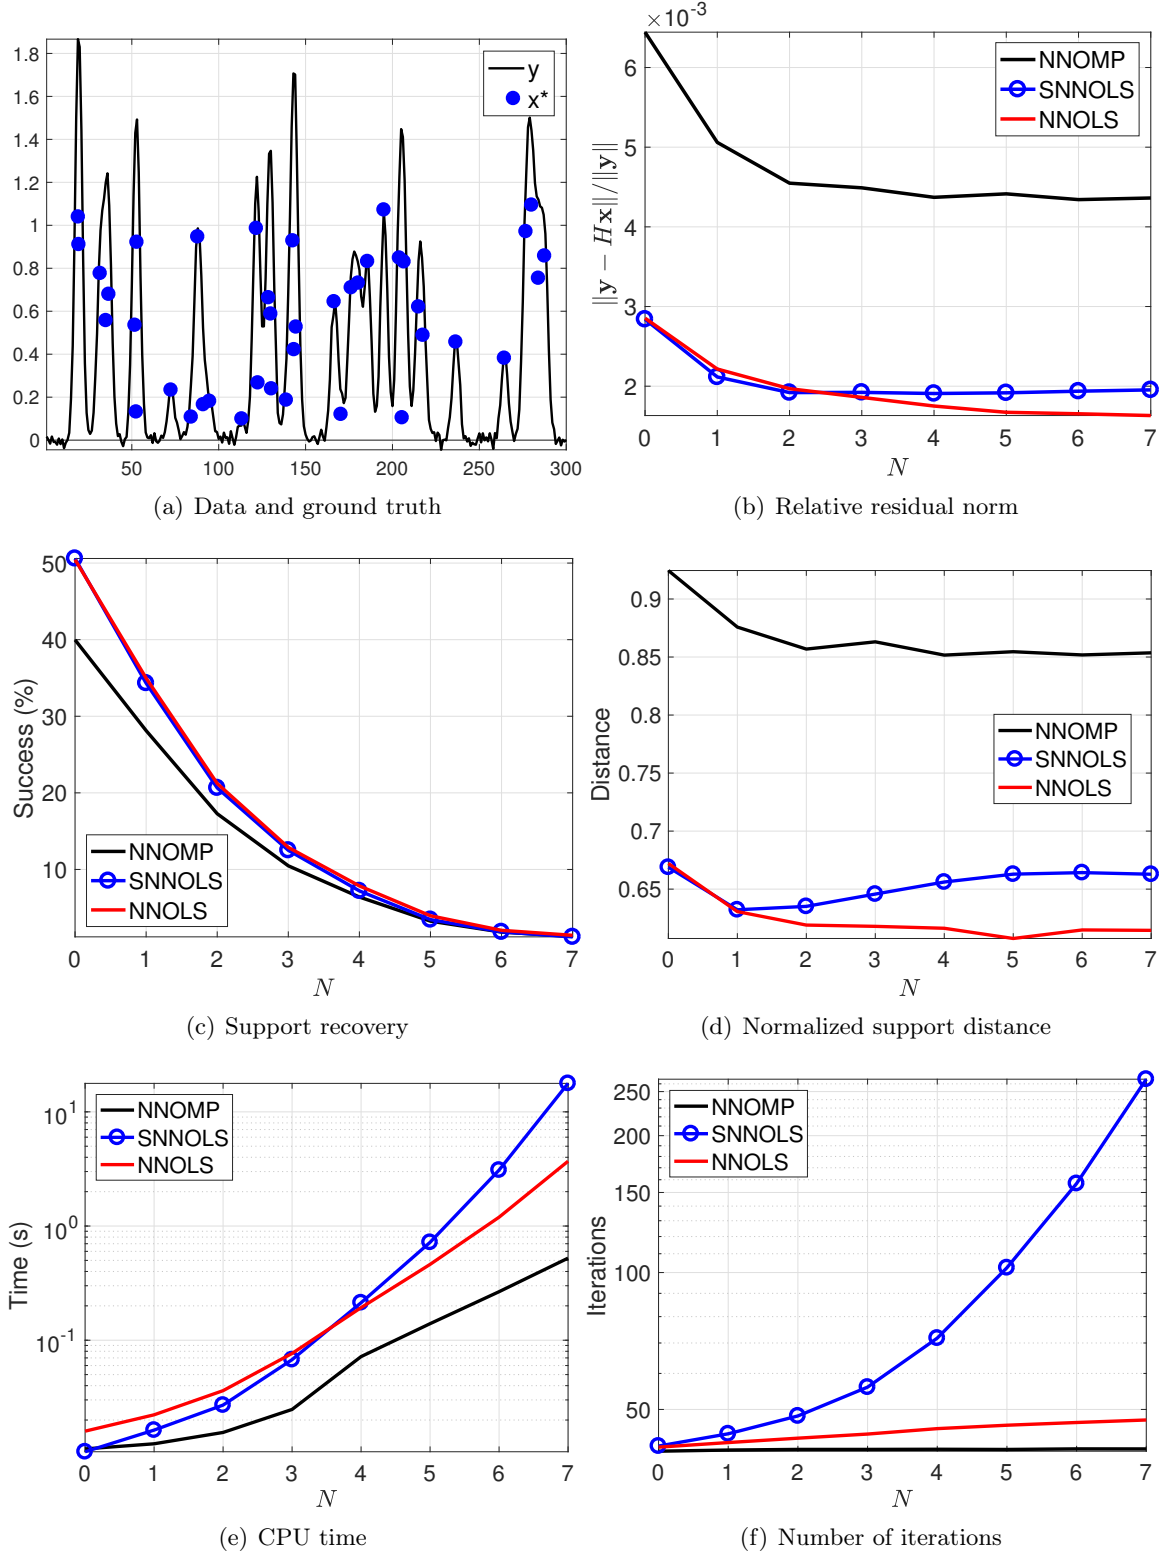 1.8
1.6
1.4
1.2
1
0.8
0.6
0.4
0.2
0
50
100
150
200
250
300
y
x*
(a) Data and ground truth
×10^-3
6
5
4
3
2
0
1
2
3
4
5
6
7
N
||y − Hx||/||y||
NNOMP
SNNOLS
NNOLS
(b) Relative residual norm
50
40
30
20
10
0
1
2
3
4
5
6
7
N
Success (%)
NNOMP
SNNOLS
NNOLS
(c) Support recovery
0.9
0.85
0.8
0.75
0.7
0.65
0
1
2
3
4
5
6
7
N
Distance
NNOMP
SNNOLS
NNOLS
(d) Normalized support distance
10^1
10^0
10^-1
0
1
2
3
4
5
6
7
N
Time (s)
NNOMP
SNNOLS
NNOLS
(e) CPU time
250
200
150
100
50
0
1
2
3
4
5
6
7
N
Iterations
NNOMP
SNNOLS
NNOLS
(f) Number of iterations